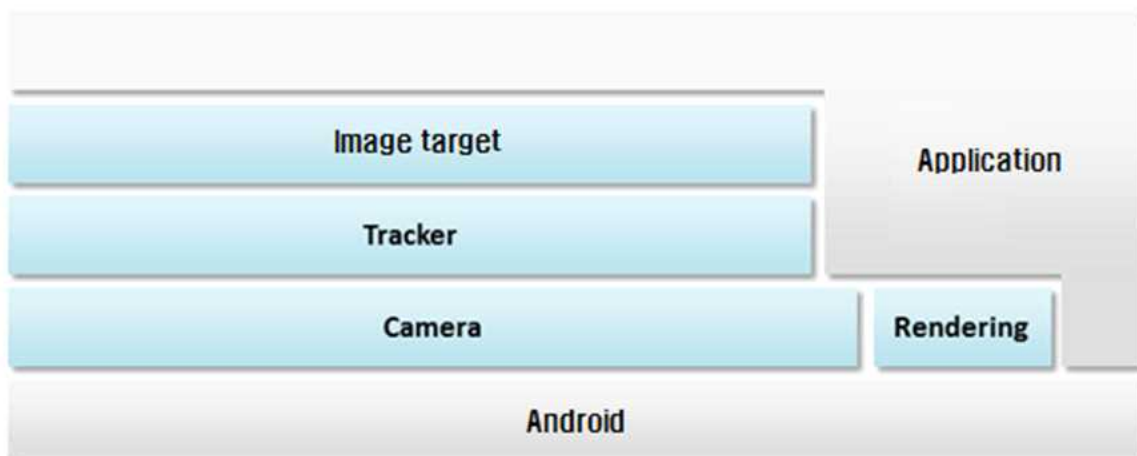 Image target
Application
Tracker
Camera
Rendering
Android